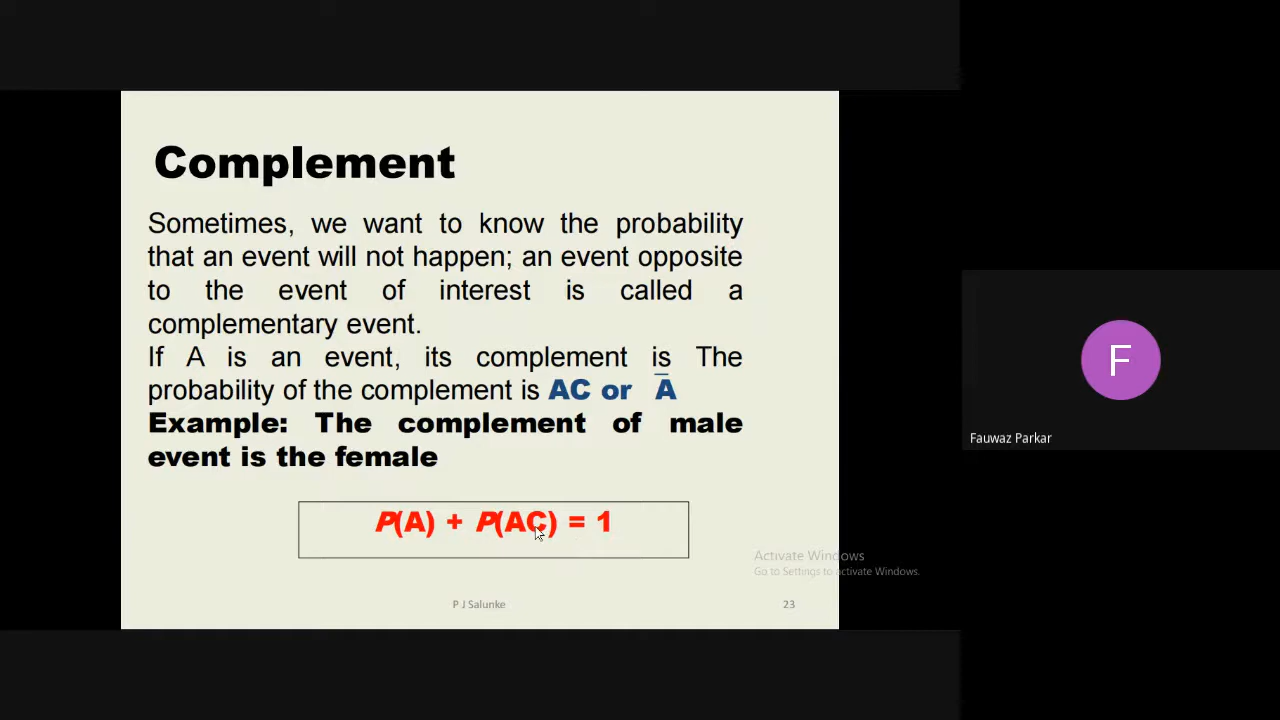 Complement
Sometimes, we want to know the probability
that an event will not happen; an event opposite
to the event of interest is called a
complementary event.
If A is an event, its complement is The
probability of the complement is AC or A̅
Example: The complement of male
event is the female
P(A) + P(AC) = 1
P J Salunke
23
Activate Windows
Go to Settings to activate Windows.
F
Fauwaz Parkar